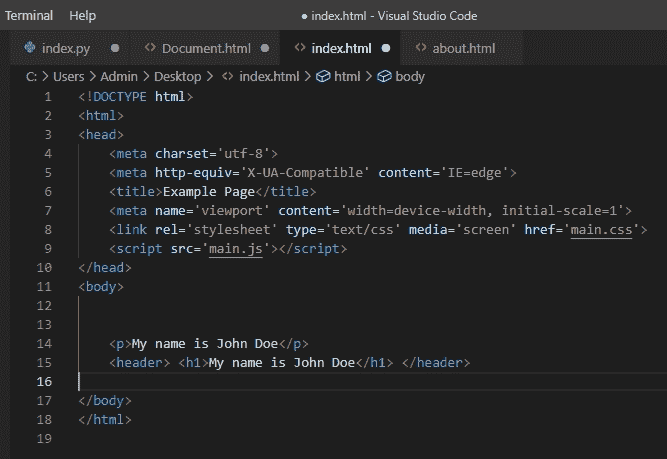 Terminal Help ● index.html - Visual Studio Code
index.py ● <> Document.html ● <> index.html ● <> about.html
C: > Users > Admin > Desktop > <> index.html > html > body
1 <!DOCTYPE html>
2 <html>
3 <head>
4     <meta charset='utf-8'>
5     <meta http-equiv='X-UA-Compatible' content='IE=edge'>
6     <title>Example Page</title>
7     <meta name='viewport' content='width=device-width, initial-scale=1'>
8     <link rel='stylesheet' type='text/css' media='screen' href='main.css'>
9     <script src='main.js'></script>
10 </head>
11 <body>
12
13
14     <p>My name is John Doe</p>
15     <header> <h1>My name is John Doe</h1> </header>
16
17 </body>
18 </html>
19